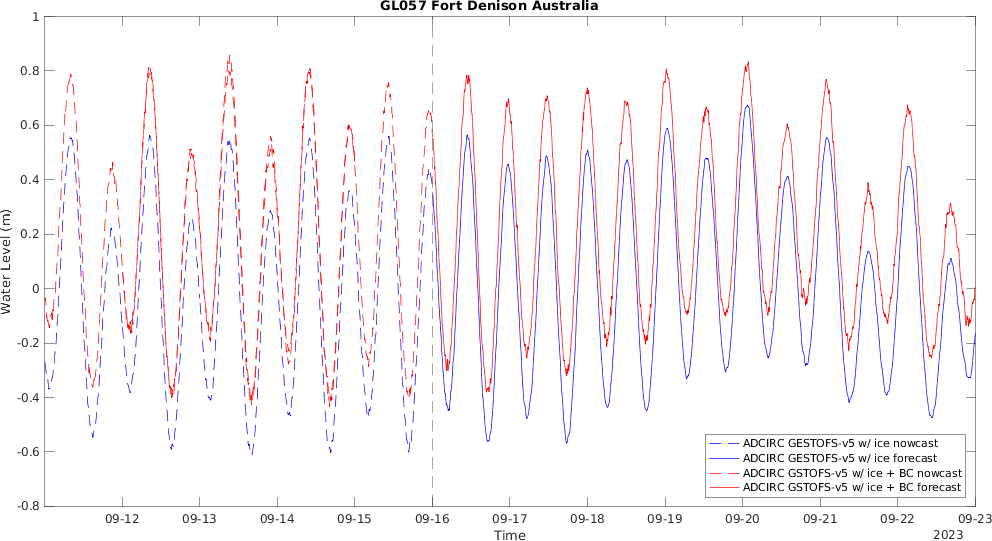 GL057 Fort Denison Australia
1
0.8
0.6
0.4
0.2
0
-0.2
-0.4
-0.6
-0.8
Water Level (m)
ADCIRC GESTOFS-v5 w/ ice nowcast
ADCIRC GESTOFS-v5 w/ ice forecast
ADCIRC GSTOFS-v5 w/ ice + BC nowcast
ADCIRC GSTOFS-v5 w/ ice + BC forecast
09-12 09-13 09-14 09-15 09-16 09-17 09-18 09-19 09-20 09-21 09-22 09-23
Time
2023